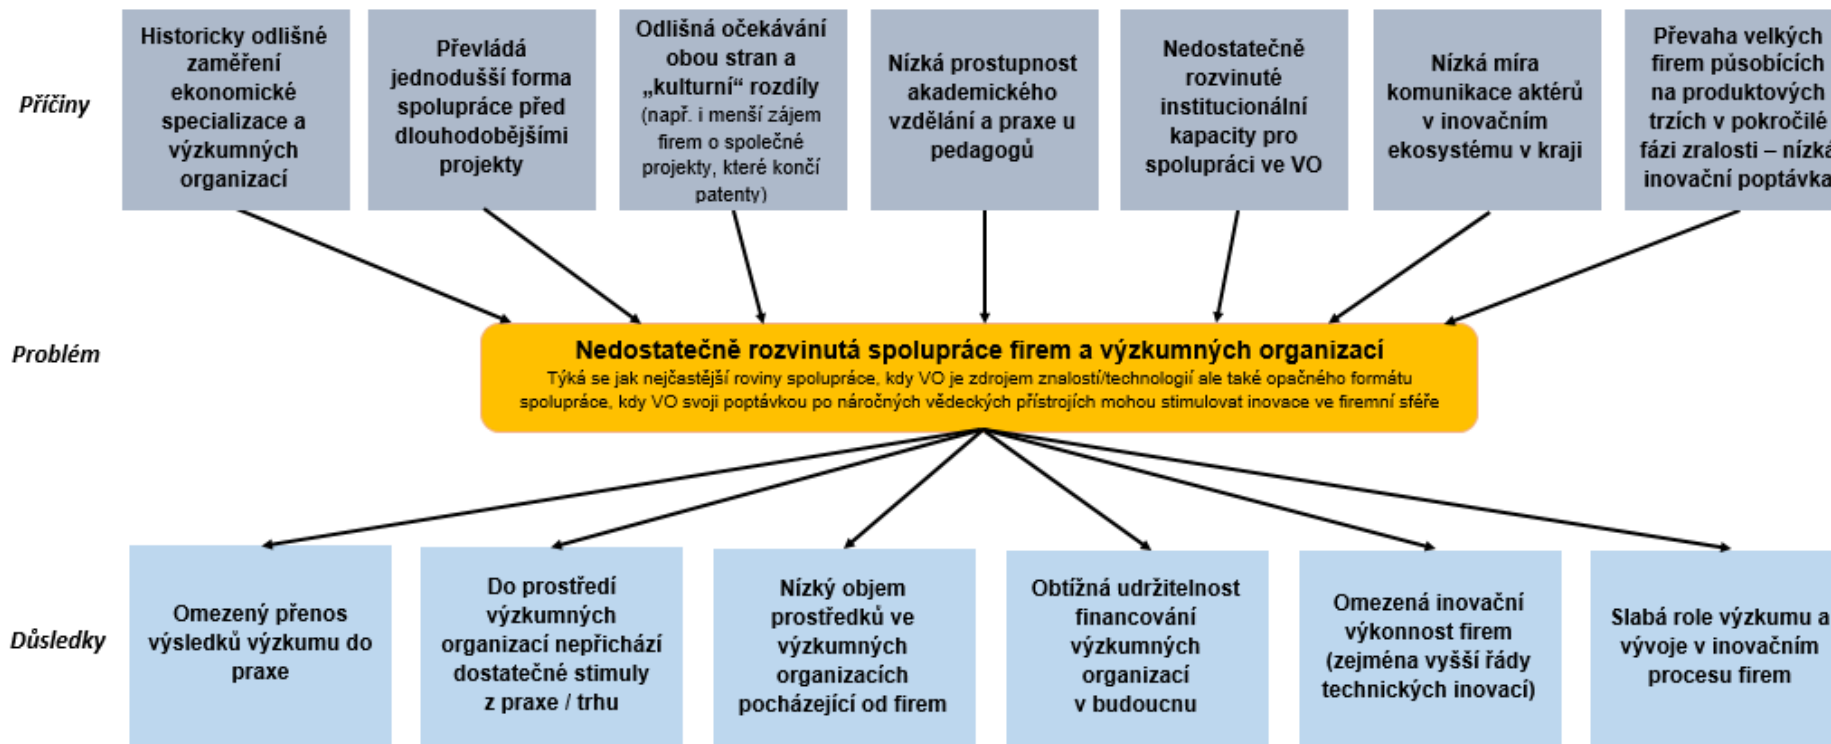 Příčiny
Historicky odlišné
zaměření
ekonomické
specializace a
výzkumných
organizací
Převládá
jednodušší forma
spolupráce před
dlouhodobějšími
projekty
Odlišná očekávání
obou stran a
„kulturní“ rozdíly
(např. i menší zájem
firem o společné
projekty, které končí
patenty)
Nízká prostupnost
akademického
vzdělání a praxe u
pedagogů
Nedostatečně
rozvinuté
institucionální
kapacity pro
spolupráci ve VO
Nízká míra
komunikace aktérů
v inovačním
ekosystému v kraji
Převaha velkých
firem působících
na produktových
trzích v pokročilé
fázi zralosti – nízká
inovační poptávka
Problém
Nedostatečně rozvinutá spolupráce firem a výzkumných organizací
Týká se jak nejčastější roviny spolupráce, kdy VO je zdrojem znalostí/technologií ale také opačného formátu
spolupráce, kdy VO svoji poptávkou po náročných vědeckých přístrojích mohou stimulovat inovace ve firemní sféře
Důsledky
Omezený přenos
výsledků výzkumu do
praxe
Do prostředí
výzkumných
organizací nepřichází
dostatečné stimuly
z praxe / trhu
Nízký objem
prostředků ve
výzkumných
organizacích
pocházející od firem
Obtížná udržitelnost
financování
výzkumných
organizací
v budoucnu
Omezená inovační
výkonnost firem
(zejména vyšší řády
technických inovací)
Slabá role výzkumu a
vývoje v inovačním
procesu firem